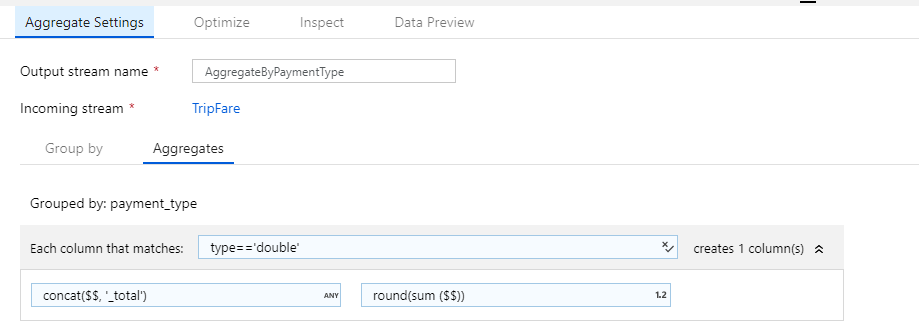 Aggregate Settings Optimize Inspect Data Preview
Output stream name * AggregateByPaymentType
Incoming stream * TripFare
Group by Aggregates
Grouped by: payment_type
Each column that matches: type=='double' creates 1 column(s)
concat($$, '_total') ANY round(sum ($$)) 1.2